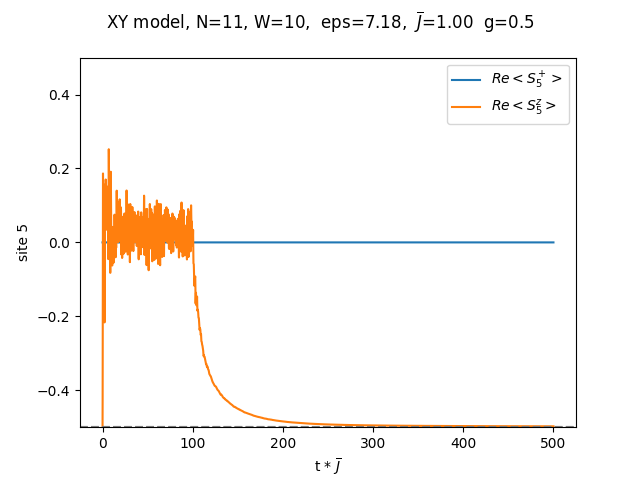 XY model, N=11, W=10, eps=7.18, J̄=1.00 g=0.5
Re < S₅⁺ >
Re < S₅ᶻ >
site 5
0.4
0.2
0.0
−0.2
−0.4
0 100 200 300 400 500
t * J̄